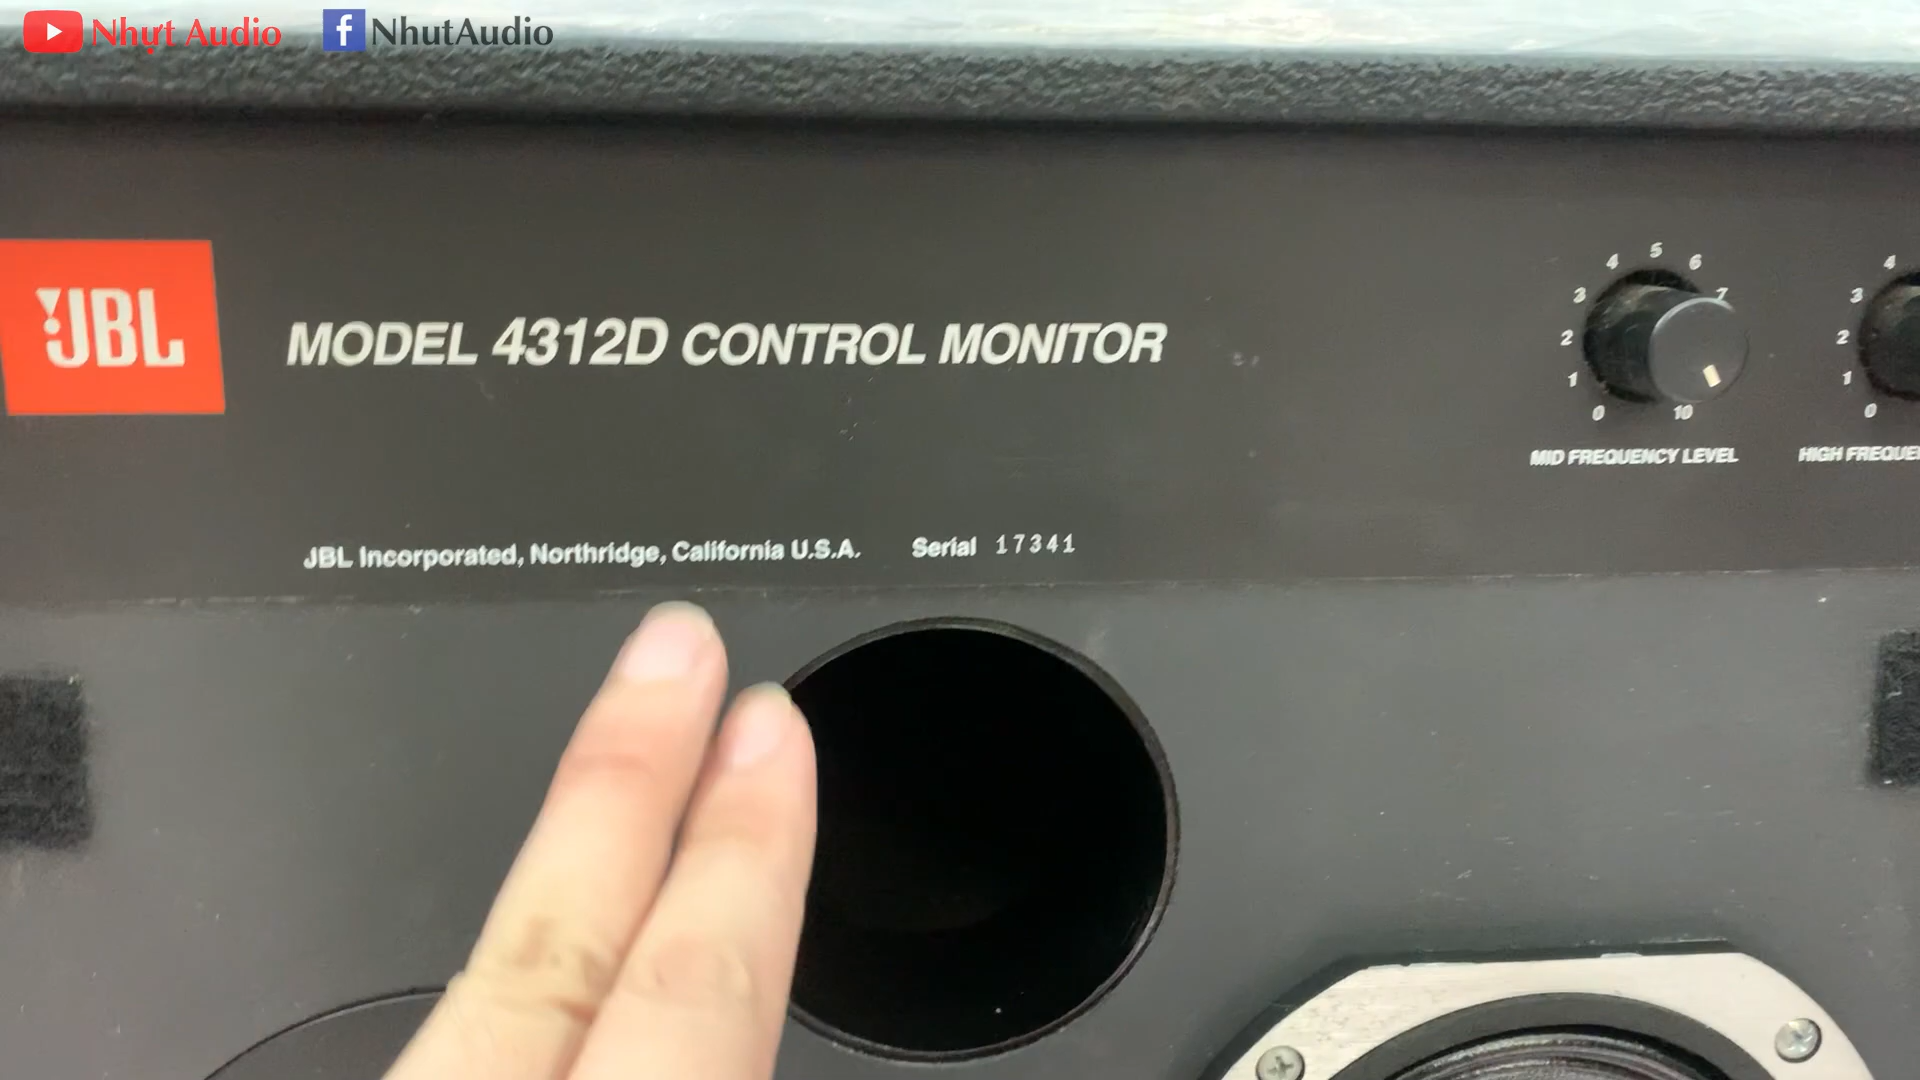 Nhựt Audio NhutAudio
JBL
MODEL 4312D CONTROL MONITOR
4 5 6
3 7
2
1
0 10
MID FREQUENCY LEVEL
4
3
2
1
0
HIGH
JBL Incorporated, Northridge, California U.S.A. Serial 17341